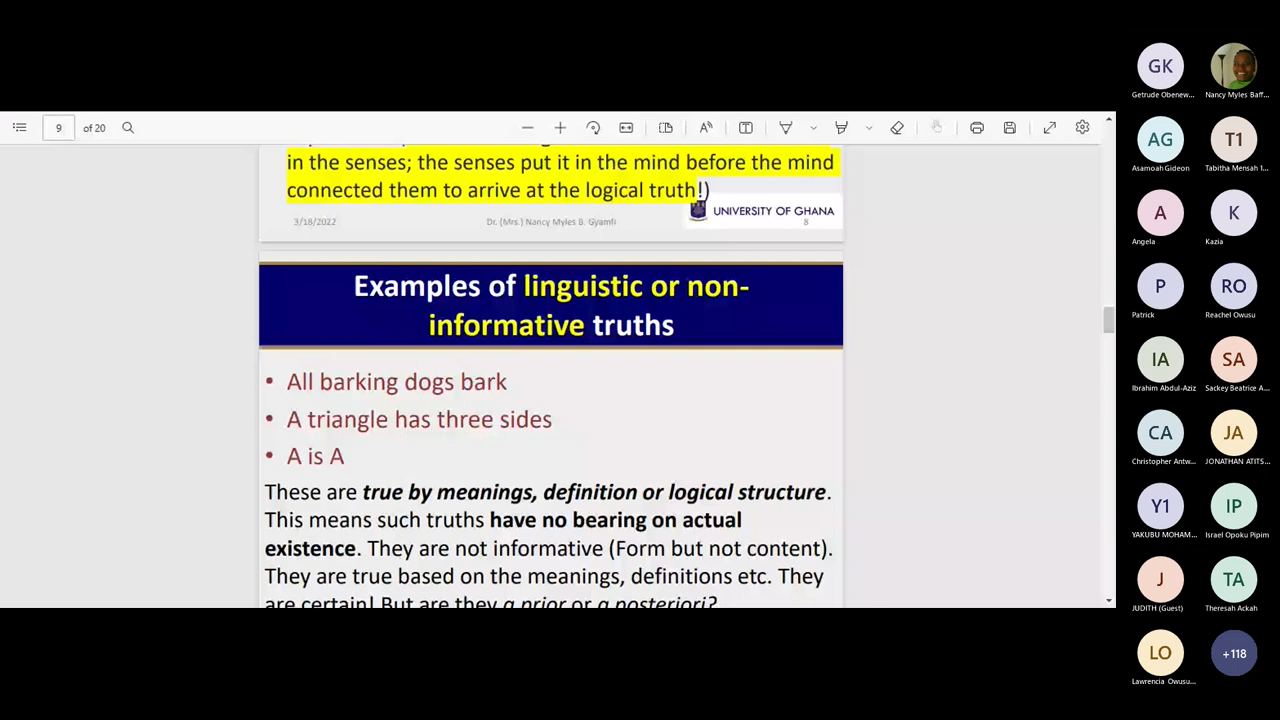 9 of 20
in the senses; the senses put it in the mind before the mind
connected them to arrive at the logical truth!)
UNIVERSITY OF GHANA
3/18/2022 Dr. (Mrs.) Nancy Myles B. Gyamfi 8
Examples of linguistic or non-
informative truths
• All barking dogs bark
• A triangle has three sides
• A is A
These are true by meanings, definition or logical structure.
This means such truths have no bearing on actual
existence. They are not informative (Form but not content).
They are true based on the meanings, definitions etc. They
are certain! But are they a prior or a posteriori?
GK
Getrude Obenew... Nancy Myles Baff...
AG T1
Asamoah Gideon Tabitha Mensah 1...
A K
Angela Kazia
P RO
Patrick Reachel Owusu
IA SA
Ibrahim Abdul-Aziz Sackey Beatrice A...
CA JA
Christopher Antw... JONATHAN ATITS...
Y1 IP
YAKUBU MOHAM... Israel Opoku Pipim
J TA
JUDITH (Guest) Theresah Ackah
LO +118
Lawrencia Owusu...